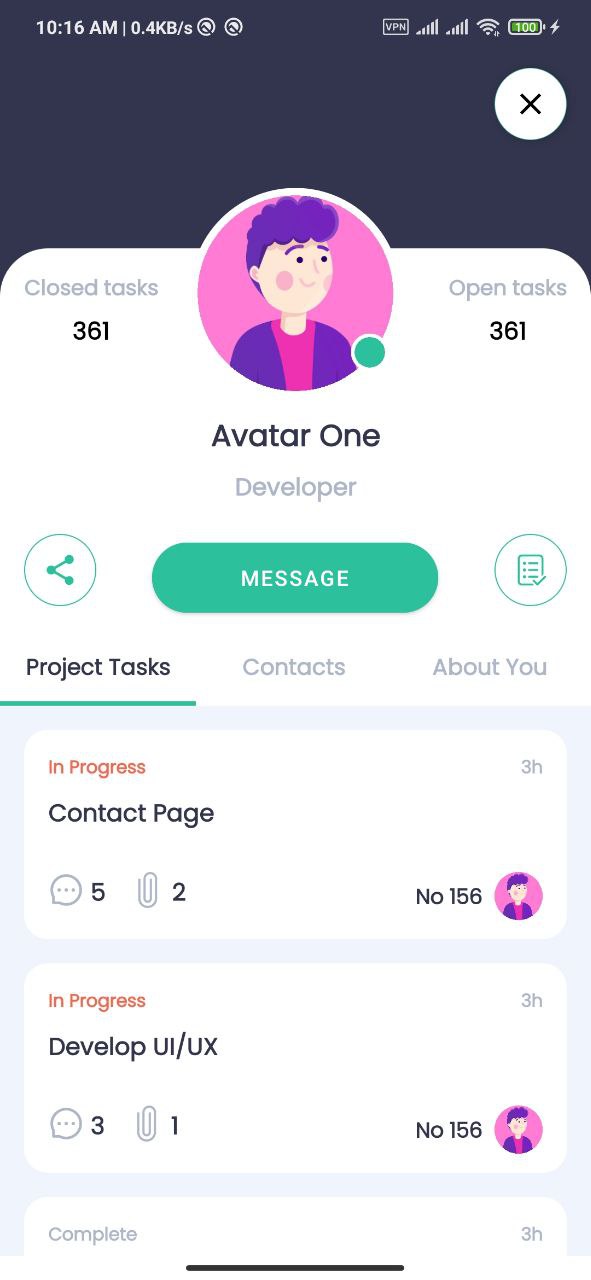 10:16 AM | 0.4KB/s VPN 100
Closed tasks
361
Open tasks
361
Avatar One
Developer
MESSAGE
Project Tasks Contacts About You
In Progress 3h
Contact Page
5 2 No 156
In Progress 3h
Develop UI/UX
3 1 No 156
Complete 3h